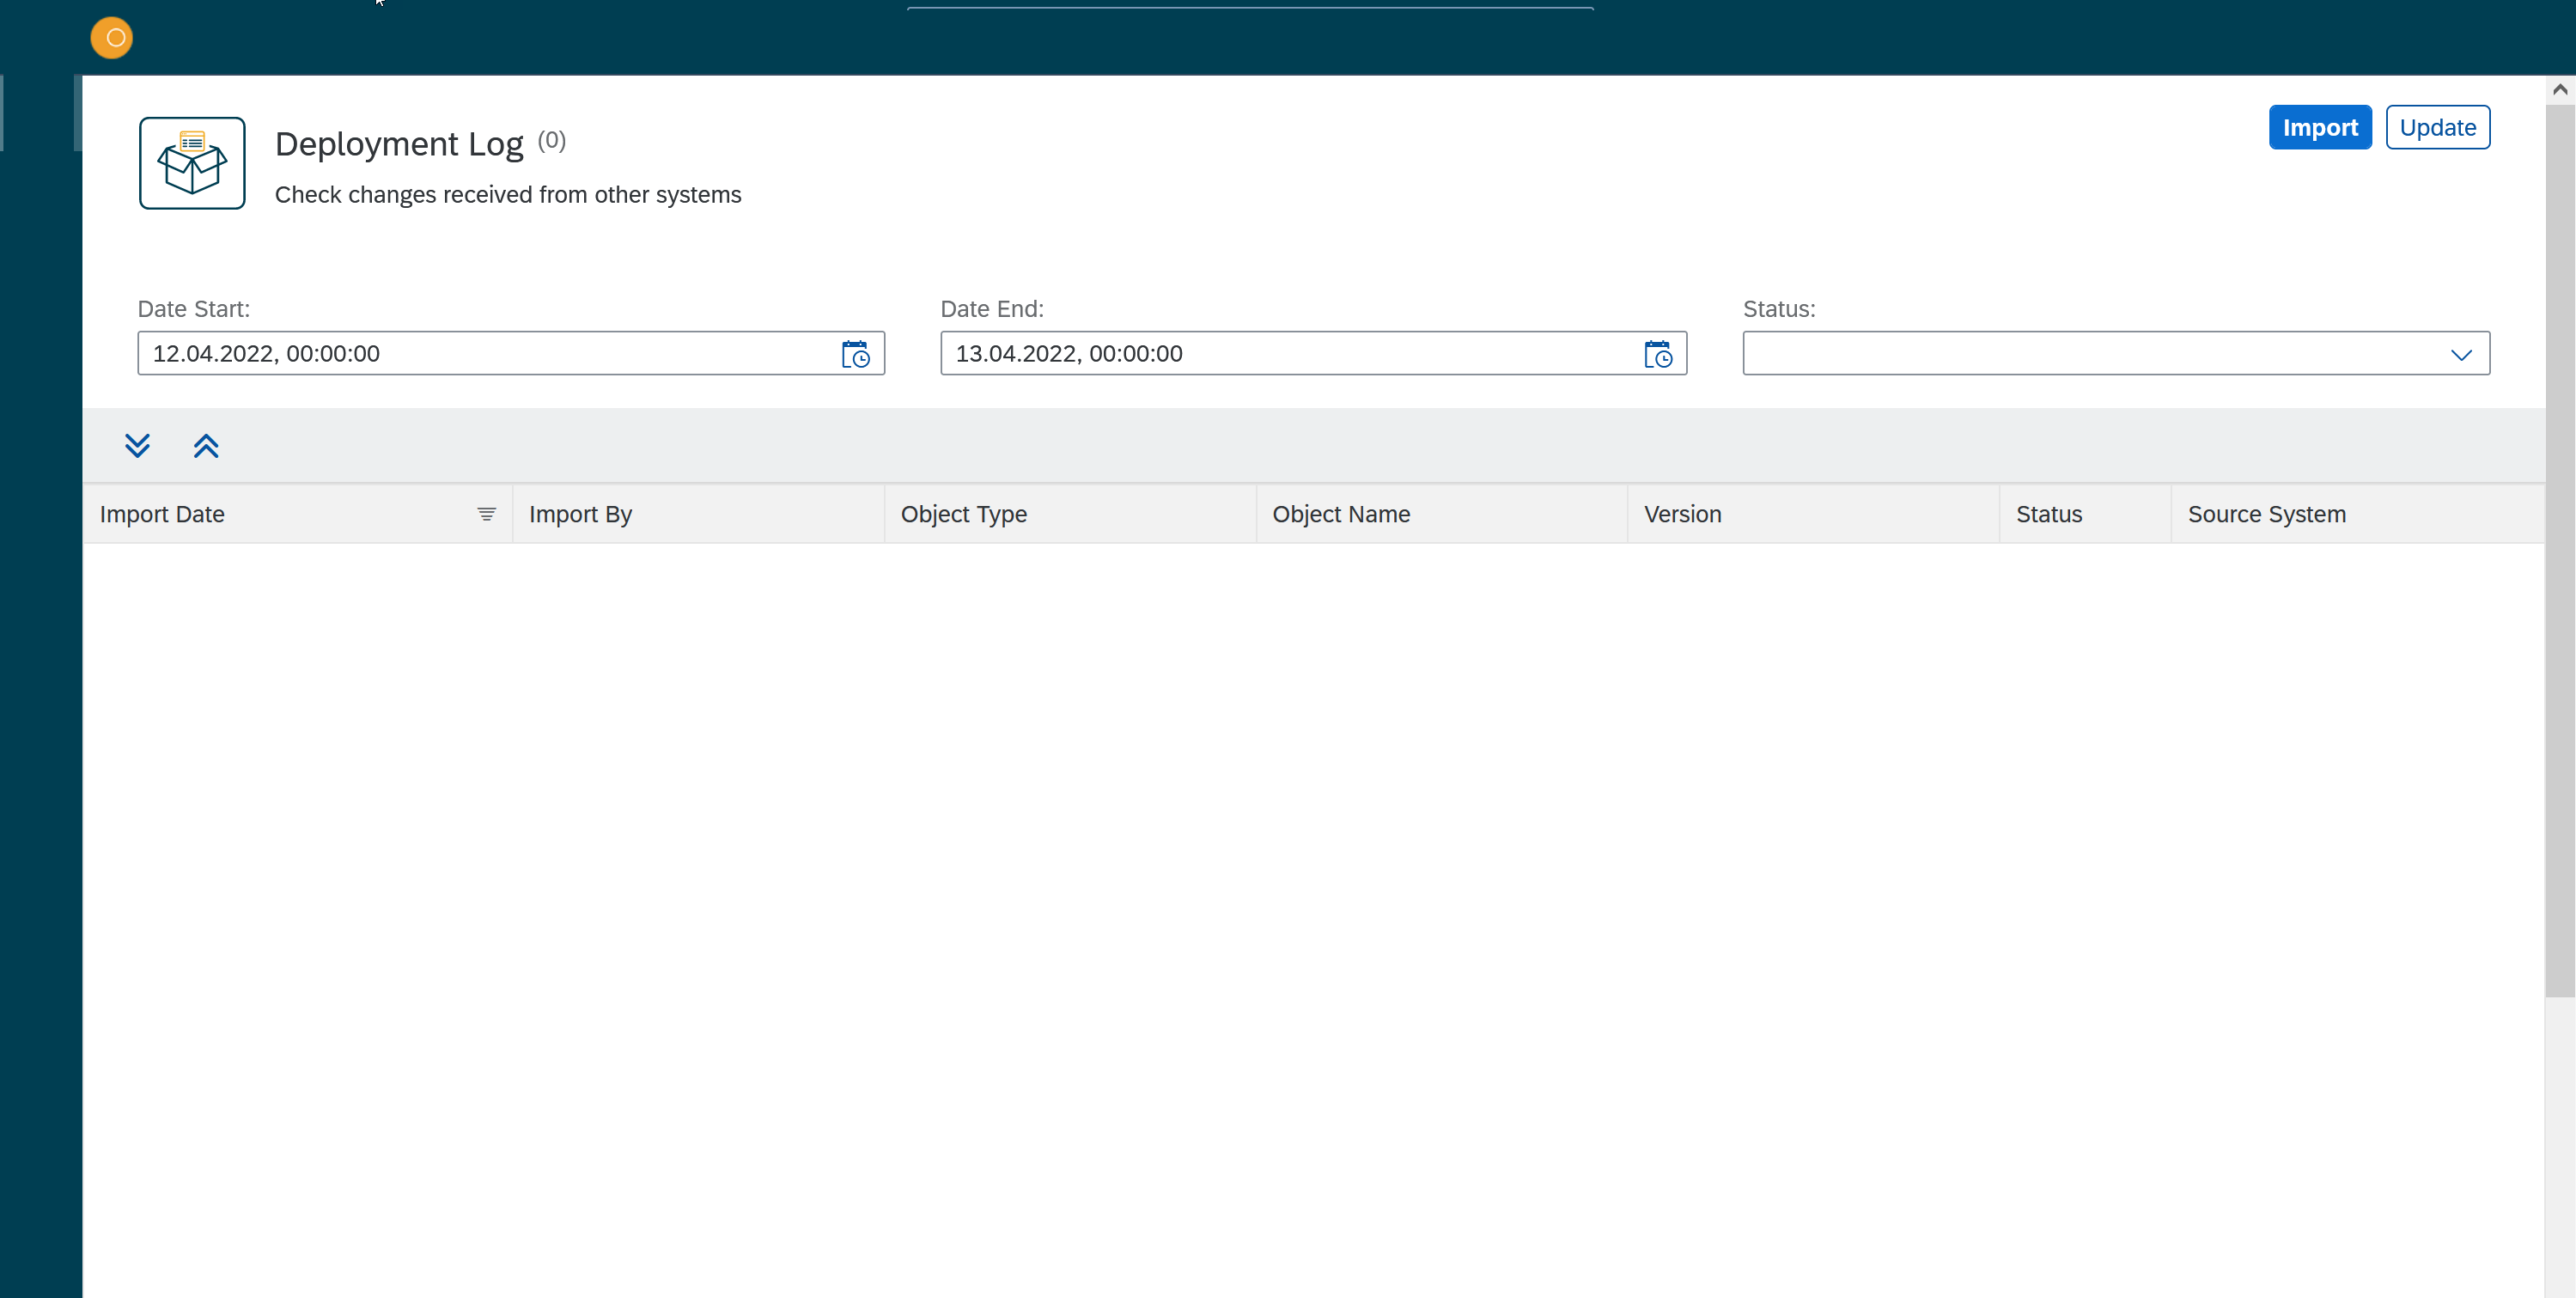 Deployment Log (0)
Import
Update
Check changes received from other systems
Date Start:
Date End:
Status:
12.04.2022, 00:00:00
13.04.2022, 00:00:00
Import Date
Import By
Object Type
Object Name
Version
Status
Source System